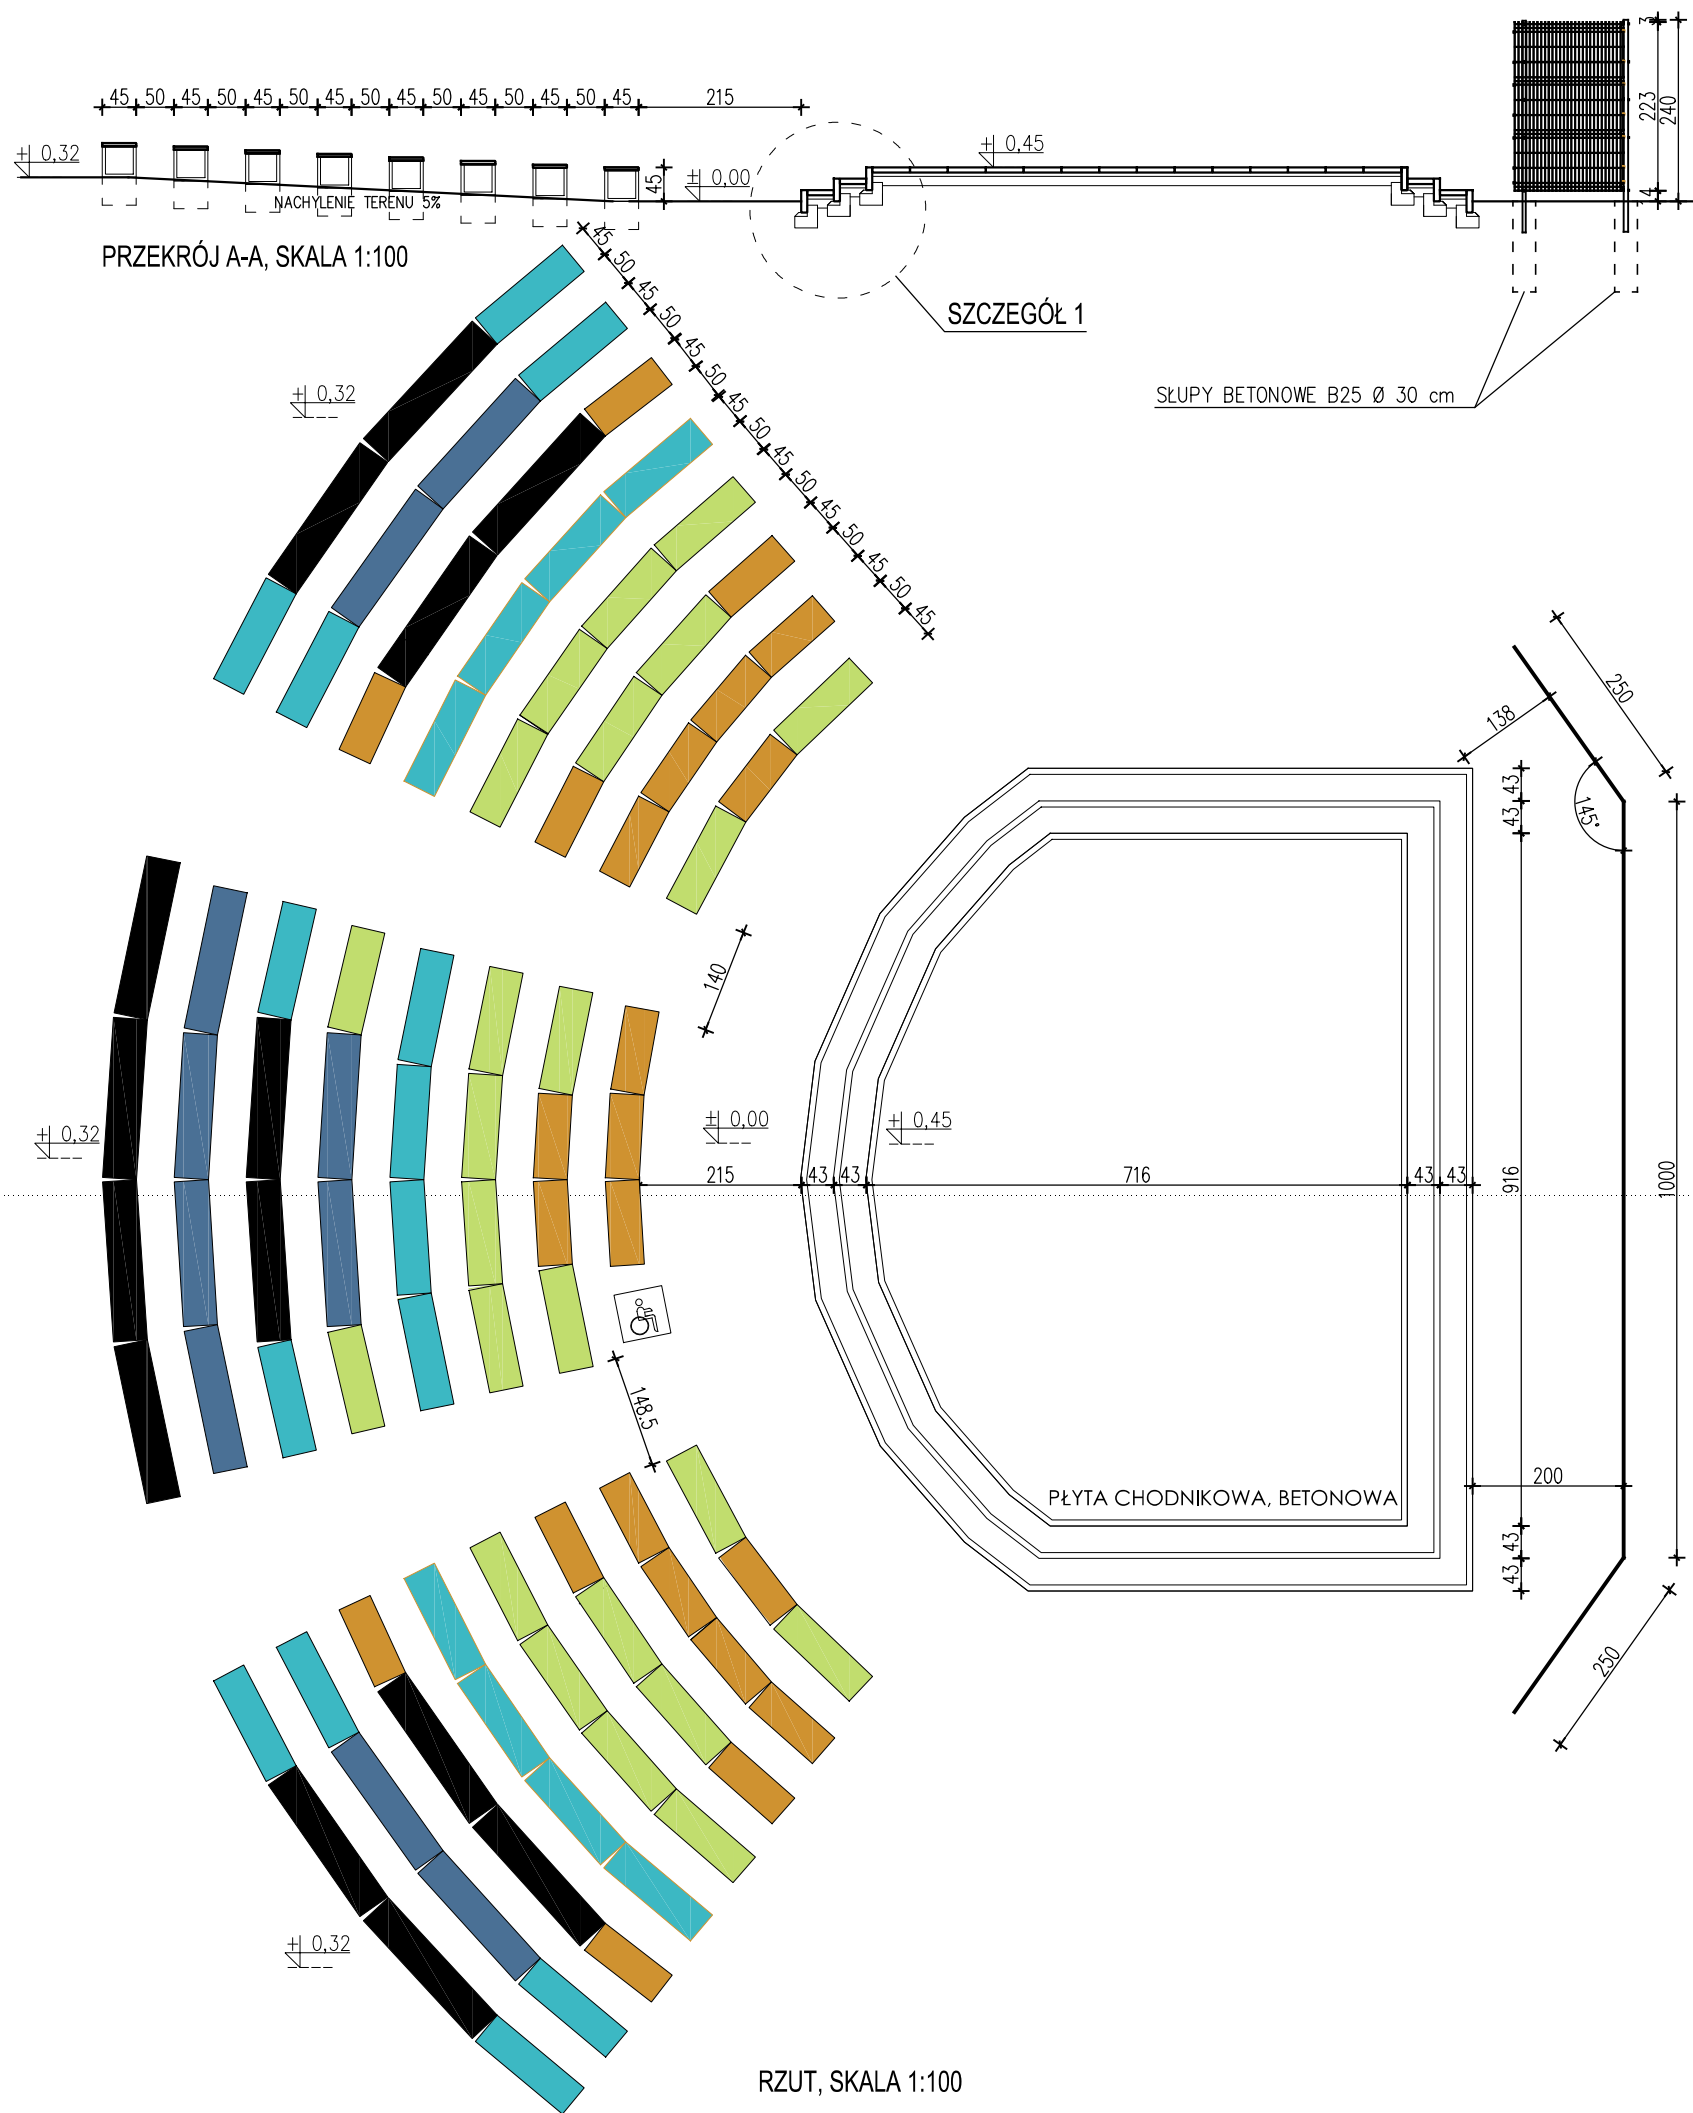 45 50 45 50 45 50 45 50 45 50 45 50 45 50 45 215
3
223
240
4
± 0,32
± 0,45
45
± 0,00
NACHYLENIE TERENU 5%
PRZEKRÓJ A-A, SKALA 1:100
SZCZEGÓŁ 1
SŁUPY BETONOWE B25 Ø 30 cm
45 50 45 50 45 50 45 50 45 50 45 50 45 50 45
± 0,32
250
138
145°
43
43
140
± 0,32
± 0,00
± 0,45
215 43 43 716 43 43
916
1000
148.5
200
PŁYTA CHODNIKOWA, BETONOWA
43
43
250
± 0,32
RZUT, SKALA 1:100